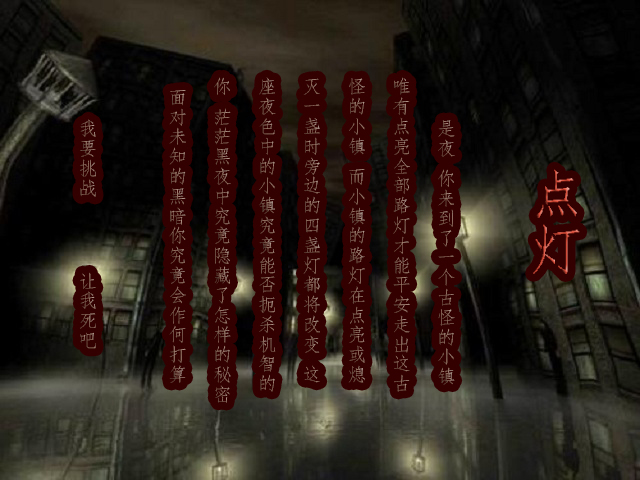 点灯
是夜 你来到了一个古怪的小镇
唯有点亮全部路灯才能平安走出这古
怪的小镇 而小镇的路灯在点亮或熄
灭一盏时旁边的四盏灯都将改变 这
座夜色中的小镇究竟能否扼杀机智的
你 茫茫黑夜中究竟隐藏了怎样的秘密
面对未知的黑暗你究竟会作何打算
我要挑战
让我死吧